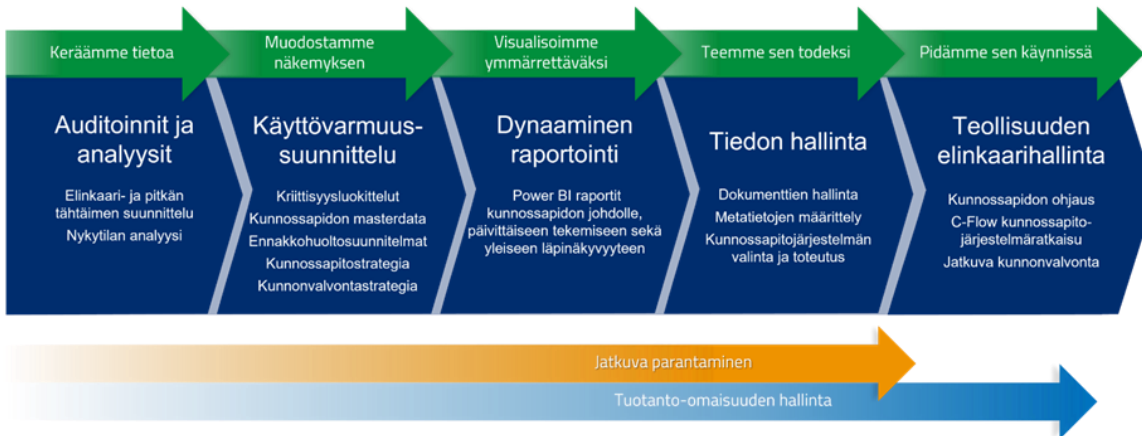 Keräämme tietoa
Muodostamme
näkemyksen
Visualisoimme
ymmärrettäväksi
Teemme sen todeksi
Pidämme sen käynnissä
Auditoinnit ja
analyysit
Elinkaari- ja pitkän
tähtäimen suunnittelu
Nykytilan analyysi
Käyttövarmuus-
suunnittelu
Kriittisyysluokittelut
Kunnossapidon masterdata
Ennakkohuoltosuunnitelmat
Kunnossapitostrategia
Kunnonvalvontastrategia
Dynaaminen
raportointi
Power BI raportit
kunnossapidon johdolle,
päivittäiseen tekemiseen sekä
yleiseen läpinäkyvyyteen
Tiedon hallinta
Dokumenttien hallinta
Metatietojen määrittely
Kunnossapitojärjestelmän
valinta ja toteutus
Teollisuuden
elinkaarihallinta
Kunnossapidon ohjaus
C-Flow kunnossapito-
järjestelmäratkaisu
Jatkuva kunnonvalvonta
Jatkuva parantaminen
Tuotanto-omaisuuden hallinta